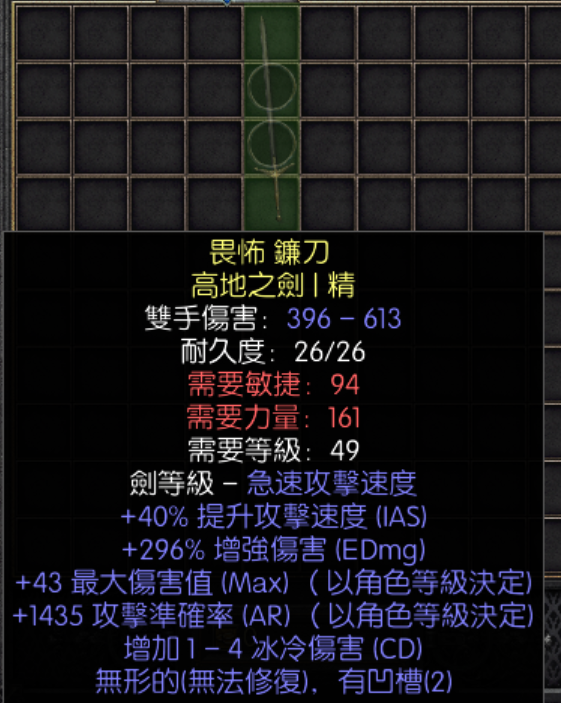 畏怖 鐮刀
高地之劍 | 精
雙手傷害: 396 – 613
耐久度: 26/26
需要敏捷: 94
需要力量: 161
需要等級: 49
劍等級 – 急速攻擊速度
+40% 提升攻擊速度 (IAS)
+296% 增強傷害 (EDmg)
+43 最大傷害值 (Max) （以角色等級決定)
+1435 攻擊準確率 (AR) （以角色等級決定)
增加 1 – 4 冰冷傷害 (CD)
無形的(無法修復)，有凹槽(2)